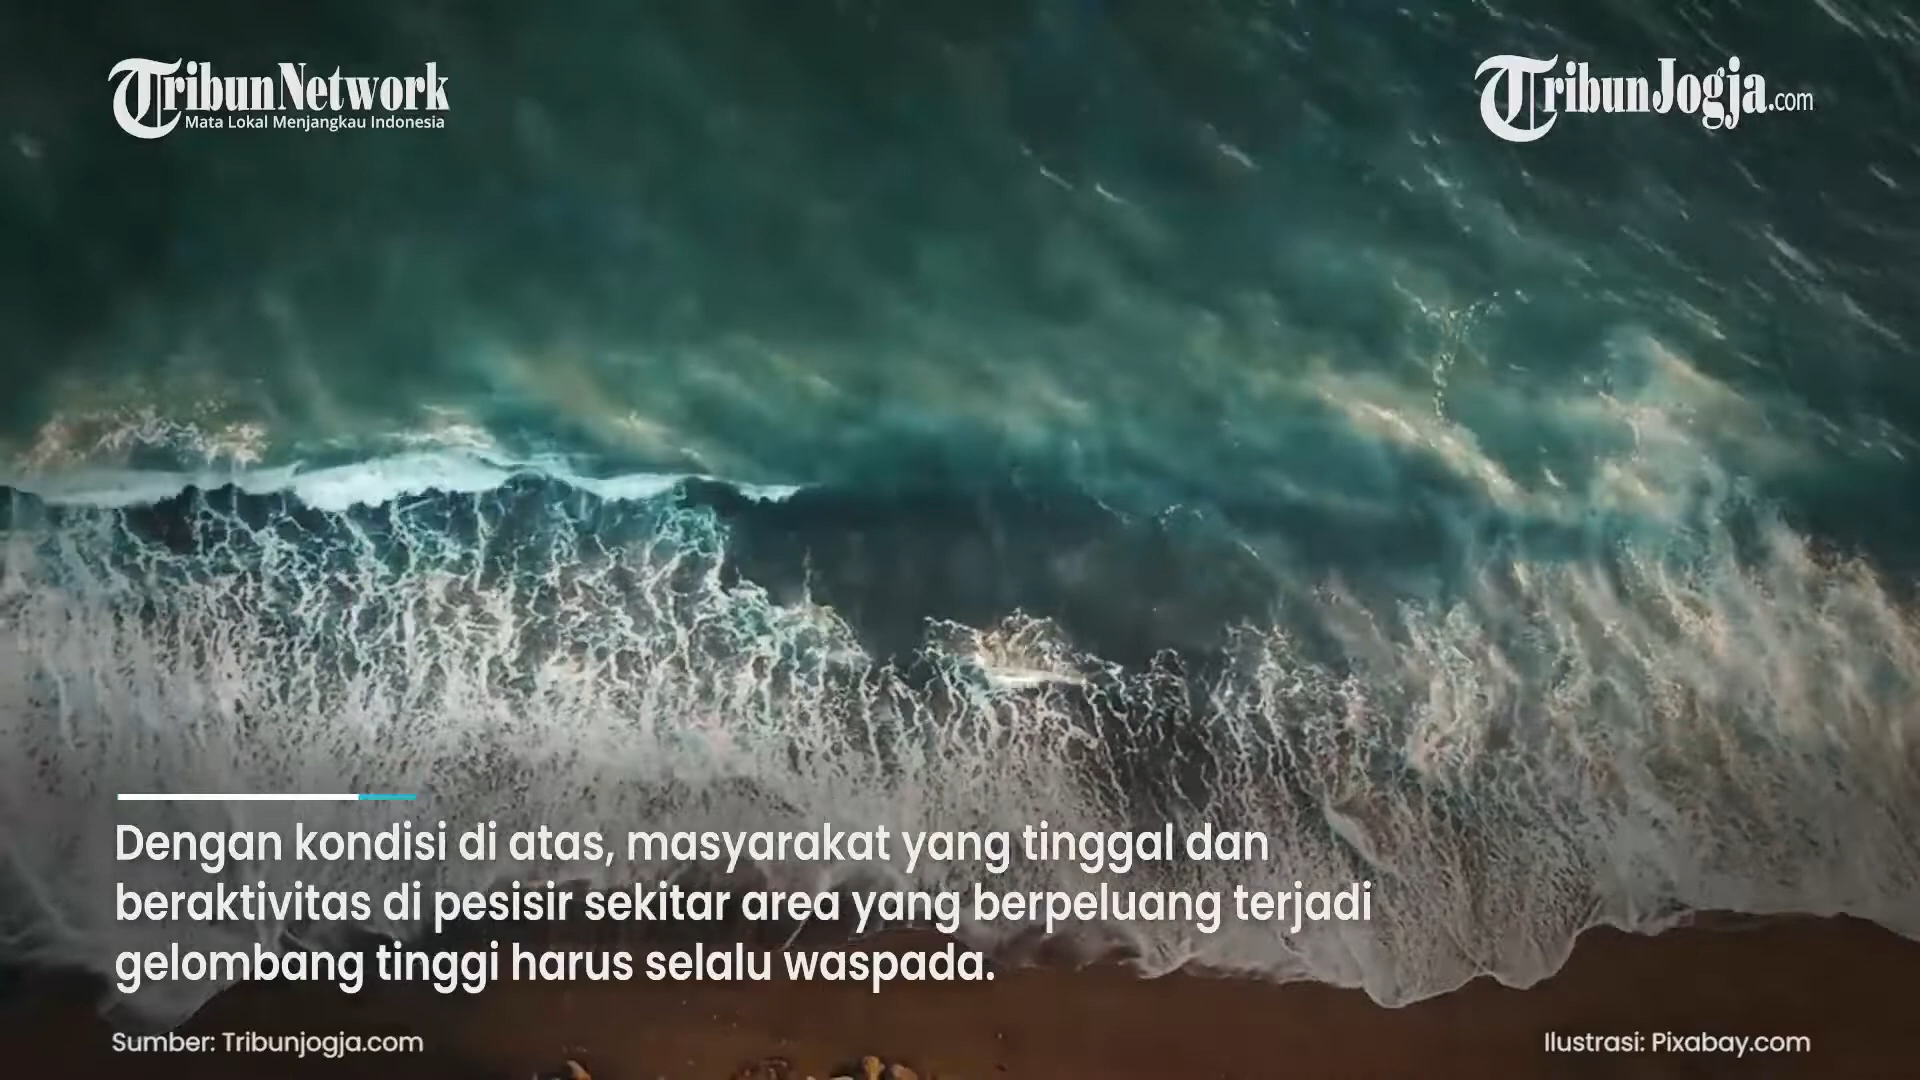 TribunNetwork
Mata Lokal Menjangkau Indonesia
TribunJogja.com
Dengan kondisi di atas, masyarakat yang tinggal dan
beraktivitas di pesisir sekitar area yang berpeluang terjadi
gelombang tinggi harus selalu waspada.
Sumber: Tribunjogja.com
Ilustrasi: Pixabay.com